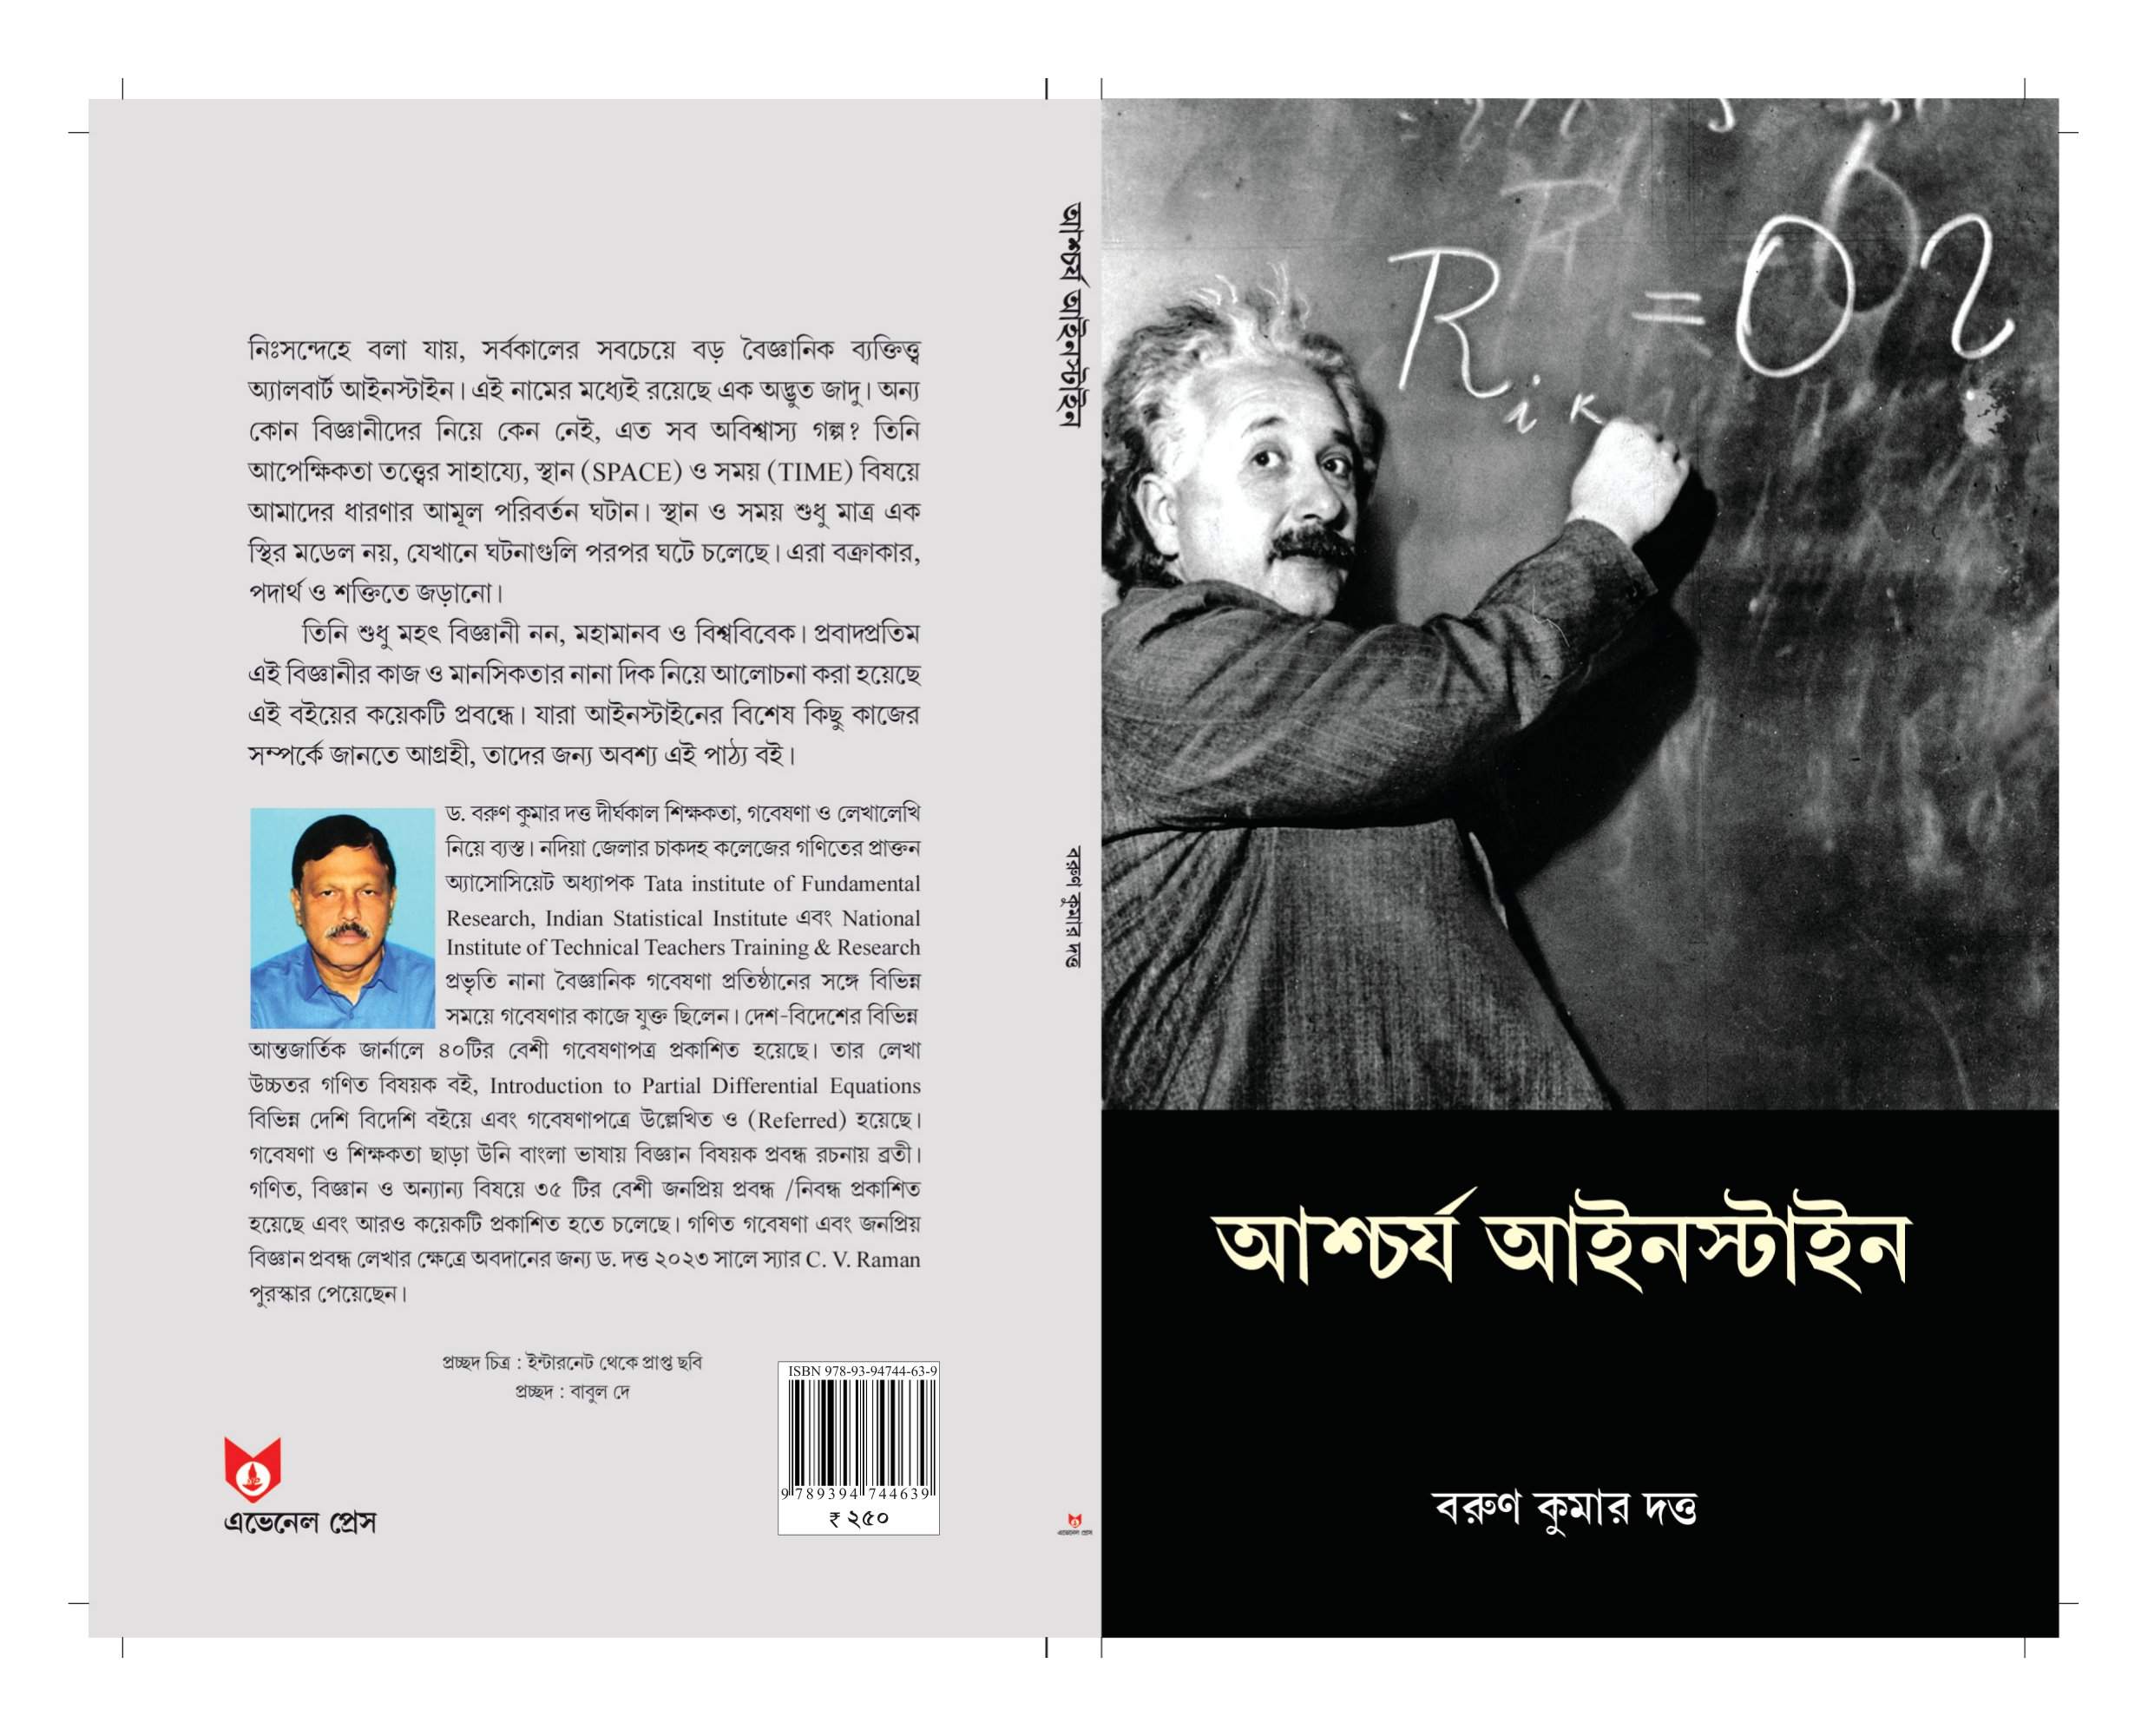 নিঃসন্দেহে বলা যায়, সর্বকালের সবচেয়ে বড় বৈজ্ঞানিক ব্যক্তিত্ত্ব
অ্যালবার্ট আইনস্টাইন। এই নামের মধ্যেই রয়েছে এক অদ্ভুত জাদু। অন্য
কোন বিজ্ঞানীদের নিয়ে কেন নেই, এত সব অবিশ্বাস্য গল্প? তিনি
আপেক্ষিকতা তত্ত্বের সাহায্যে, স্থান (SPACE) ও সময় (TIME) বিষয়ে
আমাদের ধারণার আমূল পরিবর্তন ঘটান। স্থান ও সময় শুধু মাত্র এক
স্থির মডেল নয়, যেখানে ঘটনাগুলি পরপর ঘটে চলেছে। এরা বক্রাকার,
পদার্থ ও শক্তিতে জড়ানো।
তিনি শুধু মহৎ বিজ্ঞানী নন, মহামানব ও বিশ্ববিবেক। প্রবাদপ্রতিম
এই বিজ্ঞানীর কাজ ও মানসিকতার নানা দিক নিয়ে আলোচনা করা হয়েছে
এই বইয়ের কয়েকটি প্রবন্ধে। যারা আইনস্টাইনের বিশেষ কিছু কাজের
সম্পর্কে জানতে আগ্রহী, তাদের জন্য অবশ্য এই পাঠ্য বই।
ড. বরুণ কুমার দত্ত দীর্ঘকাল শিক্ষকতা, গবেষণা ও লেখালেখি
নিয়ে ব্যস্ত। নদিয়া জেলার চাকদহ কলেজের গণিতের প্রাক্তন
অ্যাসোসিয়েট অধ্যাপক Tata institute of Fundamental
Research, Indian Statistical Institute এবং National
Institute of Technical Teachers Training & Research
প্রভৃতি নানা বৈজ্ঞানিক গবেষণা প্রতিষ্ঠানের সঙ্গে বিভিন্ন
সময়ে গবেষণার কাজে যুক্ত ছিলেন। দেশ-বিদেশের বিভিন্ন
আন্তজার্তিক জার্নালে ৪০টির বেশী গবেষণাপত্র প্রকাশিত হয়েছে। তার লেখা
উচ্চতর গণিত বিষয়ক বই, Introduction to Partial Differential Equations
বিভিন্ন দেশি বিদেশি বইয়ে এবং গবেষণাপত্রে উল্লেখিত ও (Referred) হয়েছে।
গবেষণা ও শিক্ষকতা ছাড়া উনি বাংলা ভাষায় বিজ্ঞান বিষয়ক প্রবন্ধ রচনায় ব্রতী।
গণিত, বিজ্ঞান ও অন্যান্য বিষয়ে ৩৫ টির বেশী জনপ্রিয় প্রবন্ধ /নিবন্ধ প্রকাশিত
হয়েছে এবং আরও কয়েকটি প্রকাশিত হতে চলেছে। গণিত গবেষণা এবং জনপ্রিয়
বিজ্ঞান প্রবন্ধ লেখার ক্ষেত্রে অবদানের জন্য ড. দত্ত ২০২৩ সালে স্যার C. V. Raman
পুরস্কার পেয়েছেন।
প্রচ্ছদ চিত্র : ইন্টারনেট থেকে প্রাপ্ত ছবি
প্রচ্ছদ : বাবুল দে
এভেনেল প্রেস
ISBN 978-93-94744-63-9
9 789394 744639
₹ ২৫০
আশ্চর্য আইনস্টাইন
বরুণ কুমার দত্ত
এভেনেল প্রেস
R i k = 0
আশ্চর্য আইনস্টাইন
বরুণ কুমার দত্ত